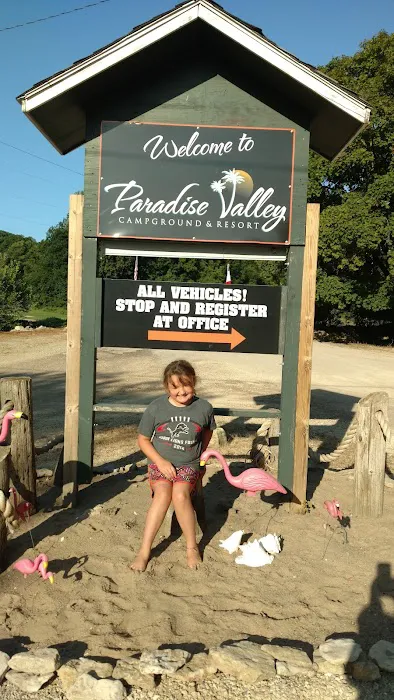 Welcome to
Paradise Valley
CAMPGROUND & RESORT
ALL VEHICLES!
STOP AND REGISTER
AT OFFICE